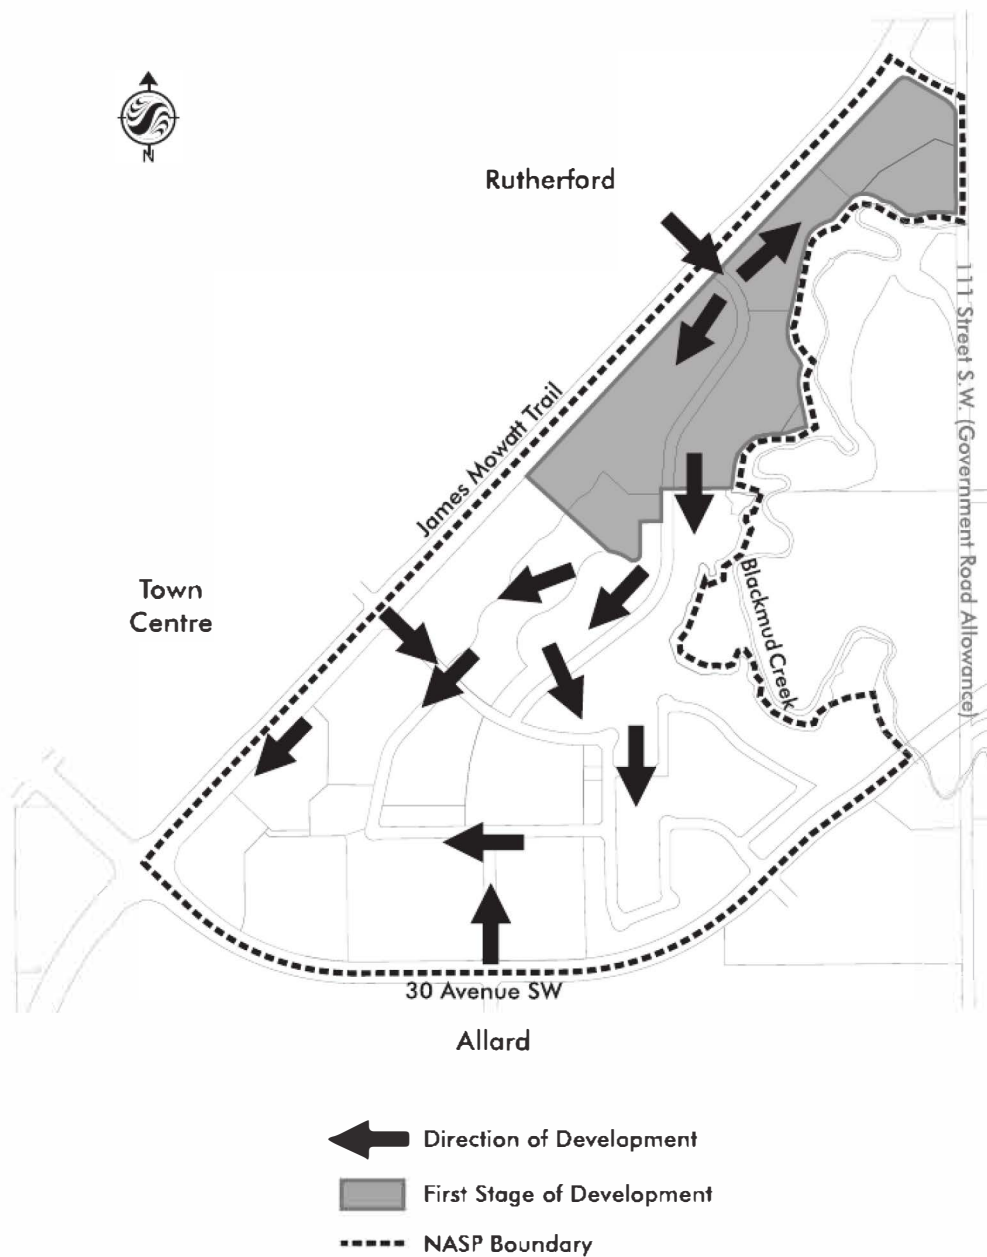 N
Rutherford
111 Street S.W. (Government Road Allowance)
James Mowatt Trail
Town
Centre
Blackmud Creek
30 Avenue SW
Allard
Direction of Development
First Stage of Development
NASP Boundary